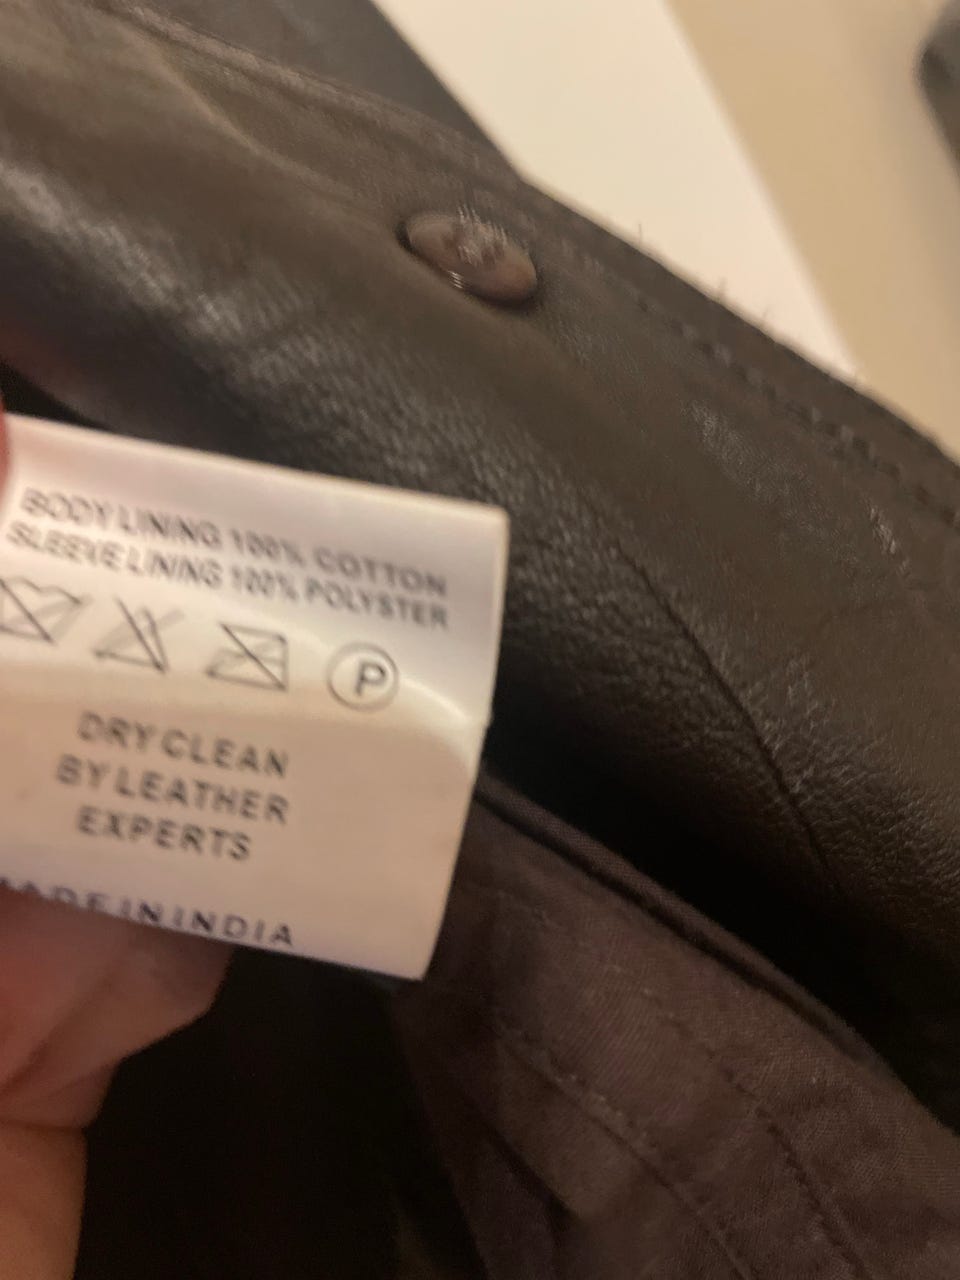 BODY LINING 100% COTTON
SLEEVE LINING 100% POLYSTER
P
DRY CLEAN
BY LEATHER
EXPERTS
MADE IN INDIA